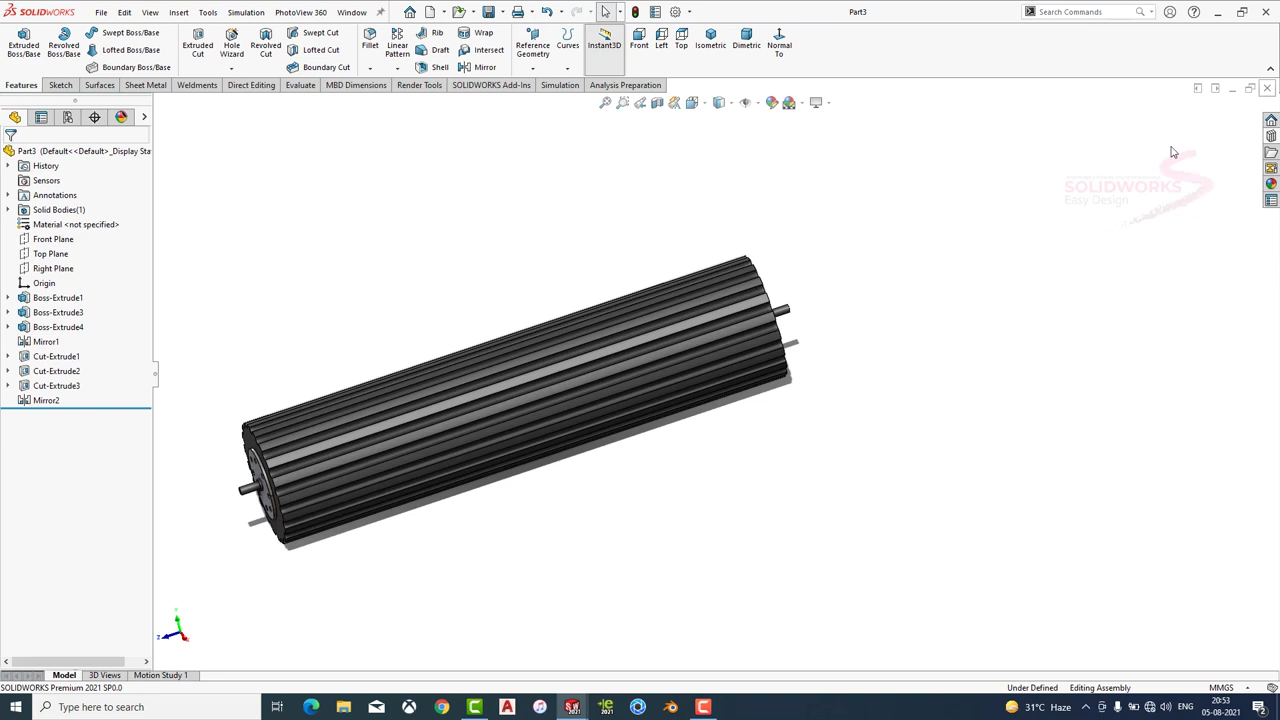 SOLIDWORKS File Edit View Insert Tools Simulation PhotoView 360 Window Part3 Search Commands
Extruded Boss/Base
Revolved Boss/Base
Swept Boss/Base
Lofted Boss/Base
Boundary Boss/Base
Extruded Cut
Hole Wizard
Revolved Cut
Swept Cut
Lofted Cut
Boundary Cut
Fillet
Linear Pattern
Rib
Draft
Shell
Wrap
Intersect
Mirror
Reference Geometry
Curves
Instant3D
Front
Left
Top
Isometric
Dimetric
Normal To
Features Sketch Surfaces Sheet Metal Weldments Direct Editing Evaluate MBD Dimensions Render Tools SOLIDWORKS Add-Ins Simulation Analysis Preparation
Part3 (Default<<Default>_Display Sta
History
Sensors
Annotations
Solid Bodies(1)
Material <not specified>
Front Plane
Top Plane
Right Plane
Origin
Boss-Extrude1
Boss-Extrude3
Boss-Extrude4
Mirror1
Cut-Extrude1
Cut-Extrude2
Cut-Extrude3
Mirror2
SOLIDWORKS
Easy Design
Model 3D Views Motion Study 1
SOLIDWORKS Premium 2021 SP0.0 Under Defined Editing Assembly MMGS
Type here to search
31°C Haze ENG 20:53
05-08-2021